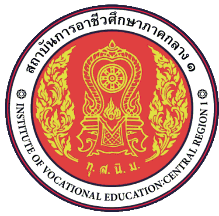 สถาบันการอาชีวศึกษาภาคกลาง ๑
กุ. ส. นิ. ม.
INSTITUTE OF VOCATIONAL EDUCATION:CENTRAL REGION 1